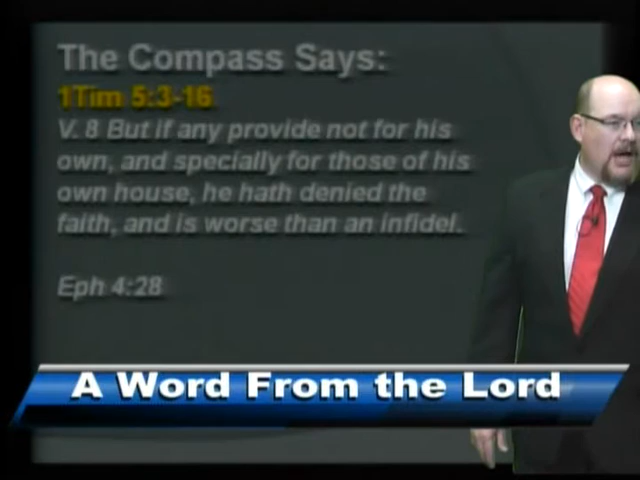 The Compass Says:
1Tim 5:3-16
V. 8 But if any provide not for his
own, and specially for those of his
own house, he hath denied the
faith, and is worse than an infidel.
Eph 4:28
A Word From the Lord